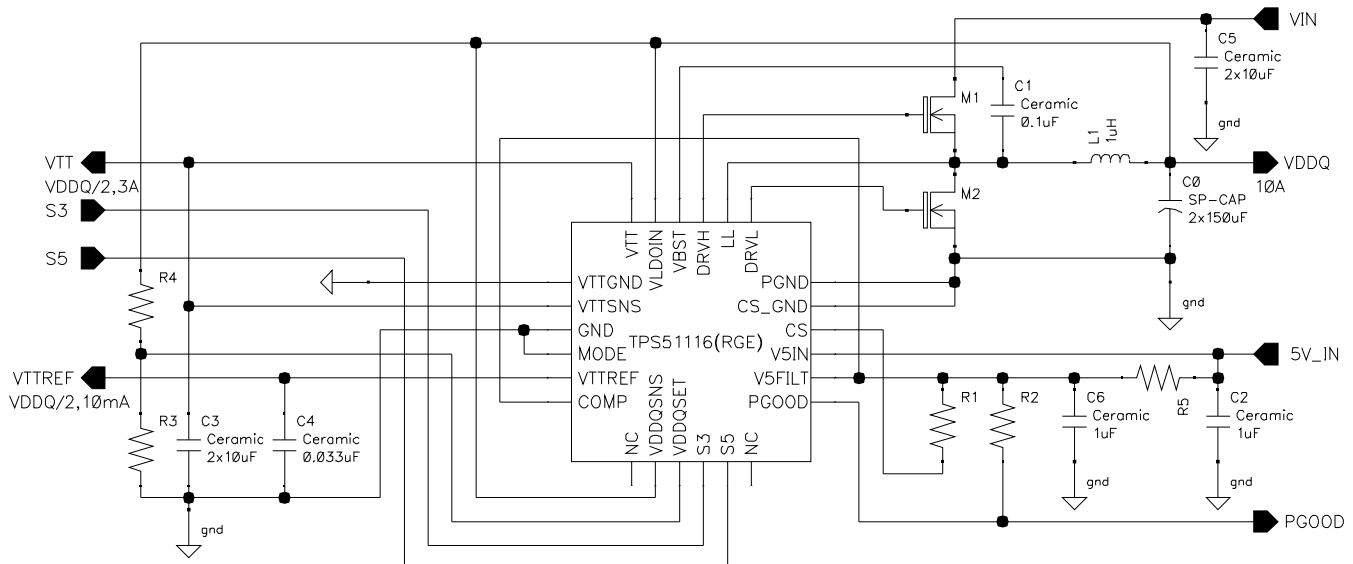 VIN
C5
Ceramic
2x10uF
gnd
M1
C1
Ceramic
0.1uF
L1
1uH
VTT
VDDQ/2,3A
VDDQ
10A
S3
S5
M2
C0
SP-CAP
2x150uF
gnd
R4
VTT
VLDOIN
VBST
DRVH
LL
DRVL
VTTGND
VTTSNS
GND
MODE
VTTREF
COMP
TPS51116(RGE)
PGND
CS_GND
CS
V5IN
V5FILT
PGOOD
NC
VDDQSNS
VDDQSET
S3
S5
NC
5V_IN
VTTREF
VDDQ/2,10mA
R3
C3
Ceramic
2x10uF
C4
Ceramic
0.033uF
gnd
R1
R2
C6
Ceramic
1uF
gnd
R5
C2
Ceramic
1uF
gnd
PGOOD